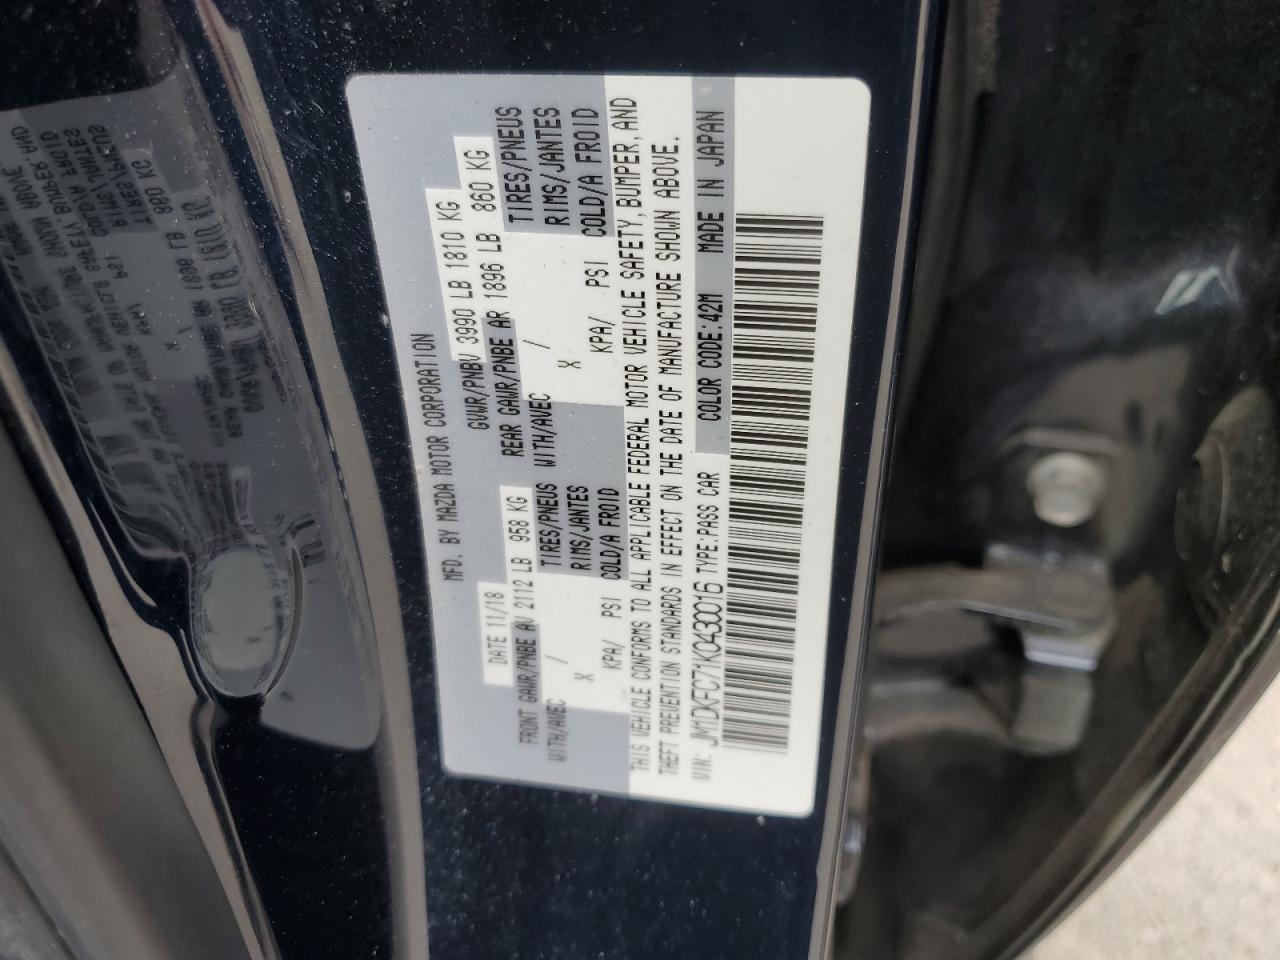 MFD. BY MAZDA MOTOR CORPORATION
DATE 11/18 GVWR/PNBV 3990 LB 1810 KG
FRONT GAWR/PNBE AV 2112 LB 958 KG REAR GAWR/PNBE AR 1896 LB 860 KG
WITH/AVEC / TIRES/PNEUS WITH/AVEC / TIRES/PNEUS
X RIMS/JANTES X RIMS/JANTES
KPA/ PSI COLD/A FROID KPA/ PSI COLD/A FROID
THIS VEHICLE CONFORMS TO ALL APPLICABLE FEDERAL MOTOR VEHICLE SAFETY, BUMPER, AND
THEFT PREVENTION STANDARDS IN EFFECT ON THE DATE OF MANUFACTURE SHOWN ABOVE.
VIN: JM1DKFC71K0430016 TYPE:PASS CAR COLOR CODE:42M MADE IN JAPAN